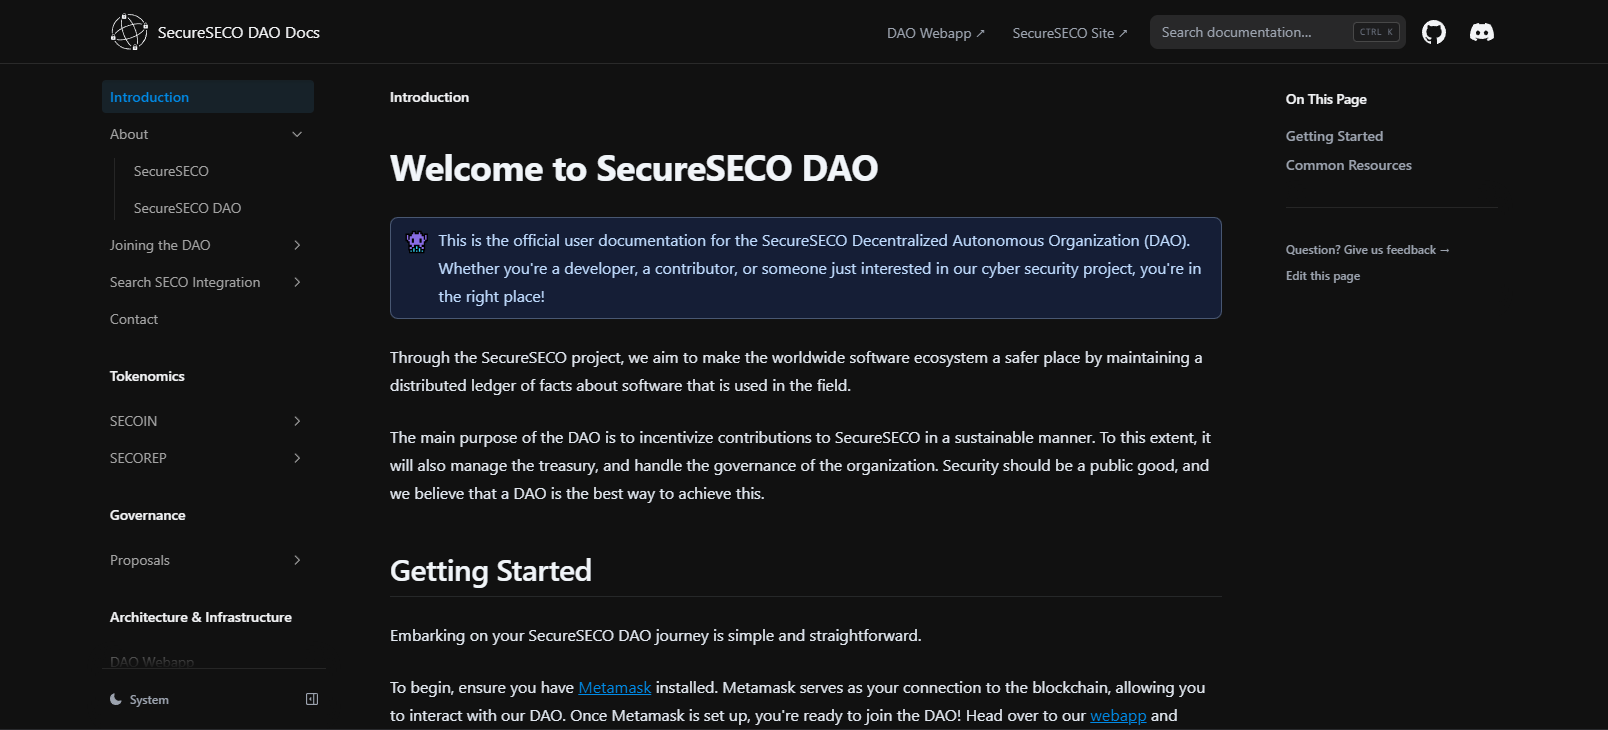 SecureSECO DAO Docs
DAO Webapp ↗
SecureSECO Site ↗
Search documentation...
CTRL K
Introduction
About
SecureSECO
SecureSECO DAO
Joining the DAO
Search SECO Integration
Contact
Tokenomics
SECOIN
SECOREP
Governance
Proposals
Architecture & Infrastructure
DAO Webapp
System
Introduction
Welcome to SecureSECO DAO
This is the official user documentation for the SecureSECO Decentralized Autonomous Organization (DAO).
Whether you're a developer, a contributor, or someone just interested in our cyber security project, you're in
the right place!
Through the SecureSECO project, we aim to make the worldwide software ecosystem a safer place by maintaining a
distributed ledger of facts about software that is used in the field.
The main purpose of the DAO is to incentivize contributions to SecureSECO in a sustainable manner. To this extent, it
will also manage the treasury, and handle the governance of the organization. Security should be a public good, and
we believe that a DAO is the best way to achieve this.
Getting Started
Embarking on your SecureSECO DAO journey is simple and straightforward.
To begin, ensure you have Metamask installed. Metamask serves as your connection to the blockchain, allowing you
to interact with our DAO. Once Metamask is set up, you're ready to join the DAO! Head over to our webapp and
On This Page
Getting Started
Common Resources
Question? Give us feedback →
Edit this page